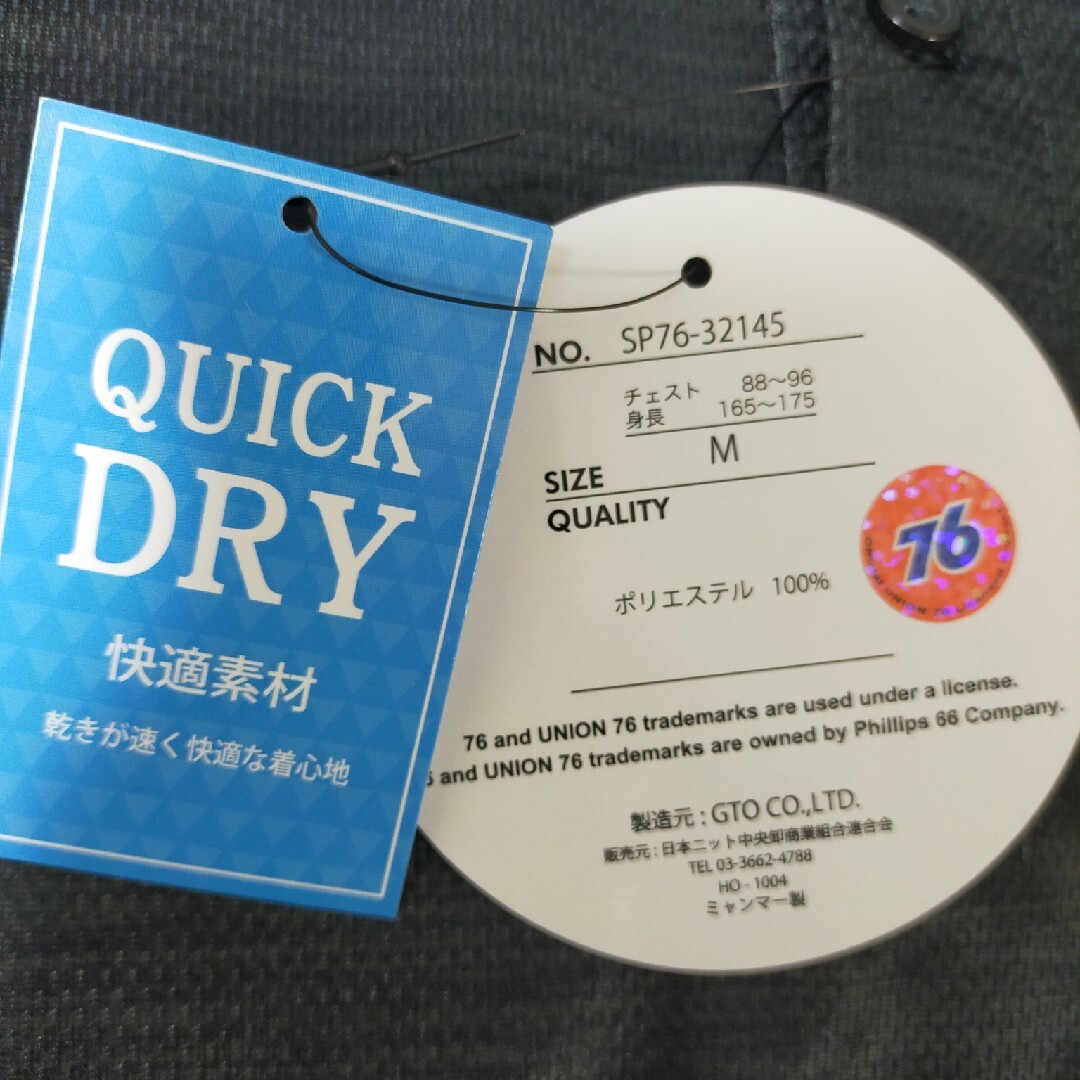 QUICK
DRY
快適素材
乾きが速く快適な着心地
NO. SP76-32145
チェスト 88〜96
身長 165〜175
SIZE M
QUALITY
ポリエステル 100%
76
76 and UNION 76 trademarks are used under a license.
and UNION 76 trademarks are owned by Phillips 66 Company.
製造元 : GTO CO.,LTD.
販売元 : 日本ニット中央卸商業組合連合会
TEL 03-3662-4788
HO - 1004
ミャンマー製